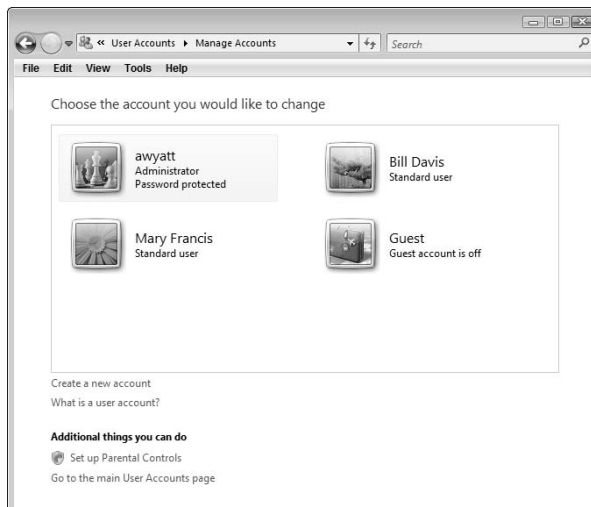 « User Accounts ▸ Manage Accounts
Search
File Edit View Tools Help
Choose the account you would like to change
awyatt
Administrator
Password protected
Bill Davis
Standard user
Mary Francis
Standard user
Guest
Guest account is off
Create a new account
What is a user account?
Additional things you can do
Set up Parental Controls
Go to the main User Accounts page